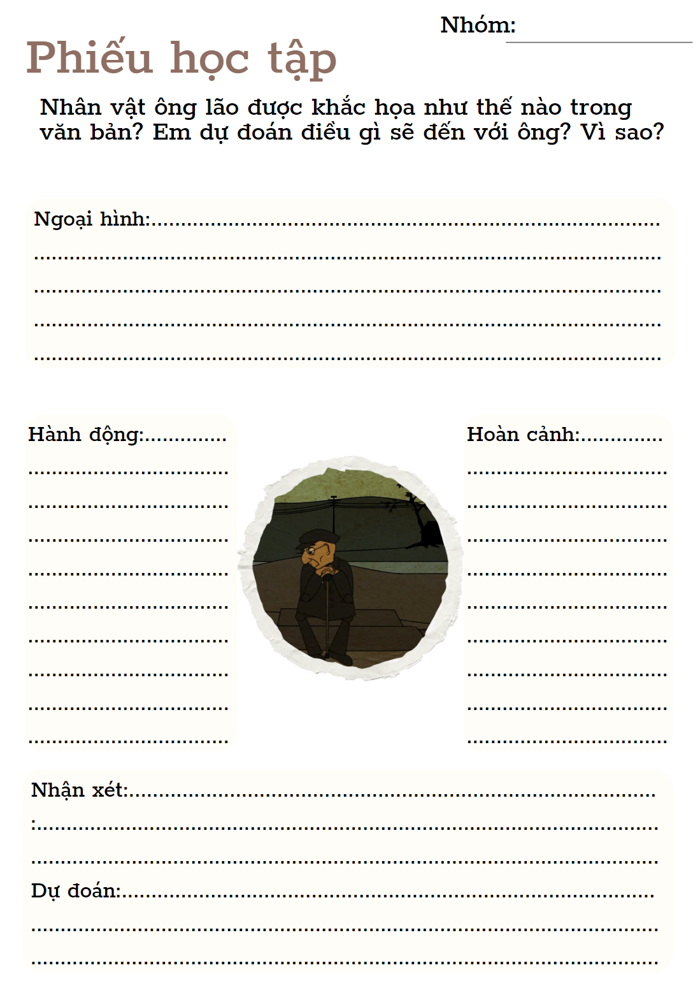 Nhóm:
Phiếu học tập
Nhân vật ông lão được khắc họa như thế nào trong
văn bản? Em dự đoán điều gì sẽ đến với ông? Vì sao?
Ngoại hình:......................................................................................
..........................................................................................................
..........................................................................................................
..........................................................................................................
..........................................................................................................
Hành động:..............
..................................
..................................
..................................
..................................
..................................
..................................
..................................
..................................
..................................
Hoàn cảnh:..............
..................................
..................................
..................................
..................................
..................................
..................................
..................................
..................................
..................................
Nhận xét:.........................................................................................
:.........................................................................................................
..........................................................................................................
Dự đoán:..........................................................................................
..........................................................................................................
..........................................................................................................